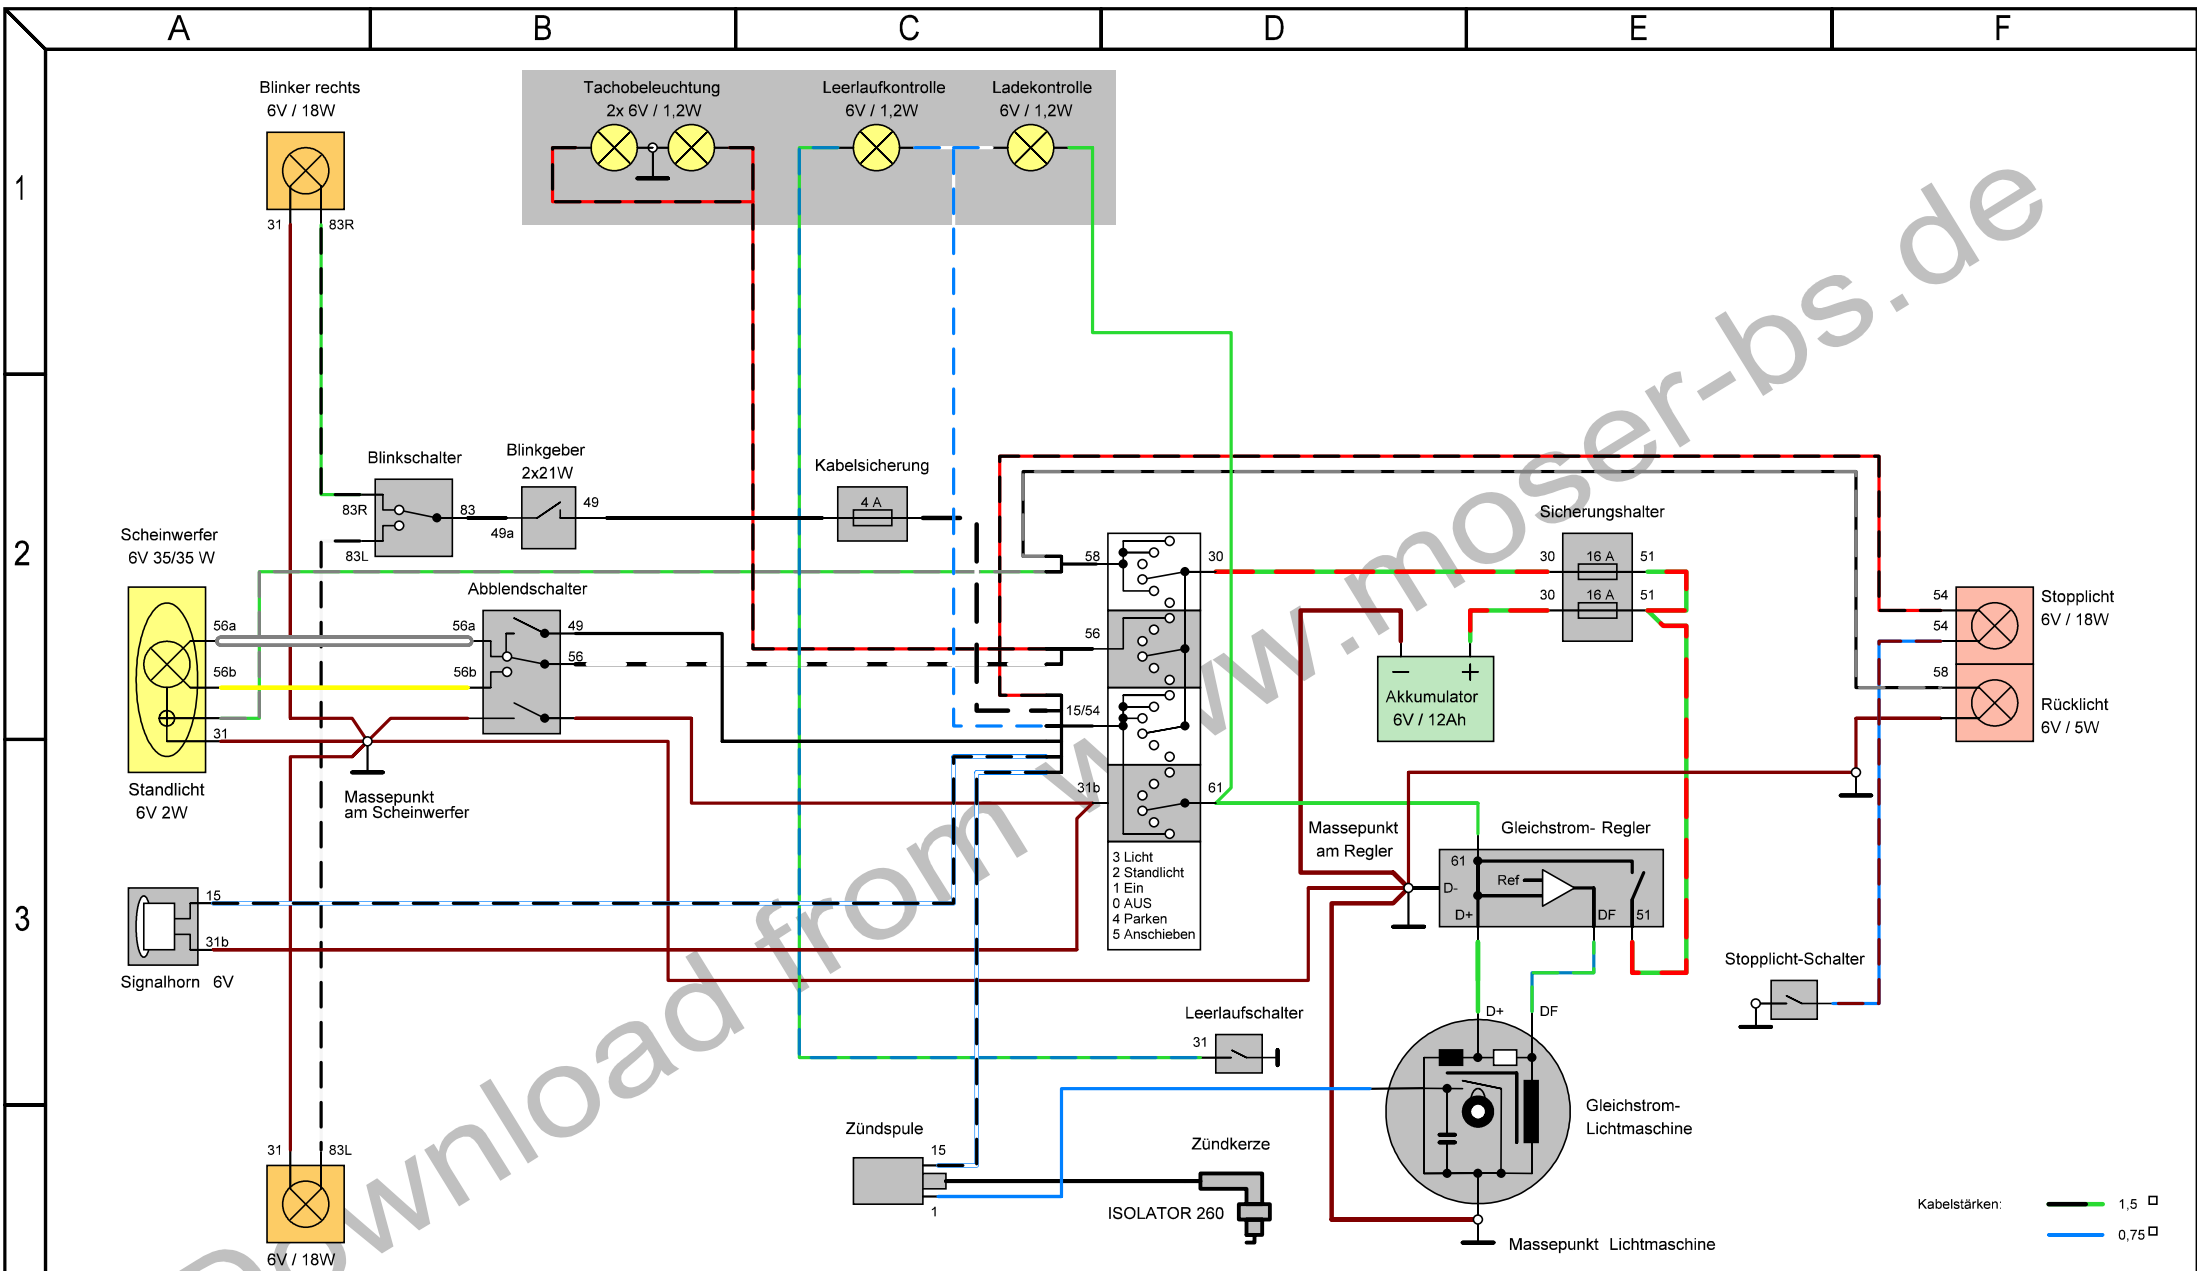 A B C D E F
1
2
3
Blinker rechts
6V / 18W
31
83R
Tachobeleuchtung
2x 6V / 1,2W
Leerlaufkontrolle
6V / 1,2W
Ladekontrolle
6V / 1,2W
Blinkschalter
83R
83L
83
Blinkgeber
2x21W
49a
49
Kabelsicherung
4 A
Scheinwerfer
6V 35/35 W
56a
56b
31
Standlicht
6V 2W
Abblendschalter
56a
56b
49
56
Massepunkt
am Scheinwerfer
58
56
15/54
31b
30
61
3 Licht
2 Standlicht
1 Ein
0 AUS
4 Parken
5 Anschieben
Sicherungshalter
30
16 A
51
30
16 A
51
Akkumulator
6V / 12Ah
54
54
58
Stopplicht
6V / 18W
Rücklicht
6V / 5W
Massepunkt
am Regler
Gleichstrom- Regler
61
Ref
D-
D+
DF
51
Signalhorn 6V
15
31b
Stopplicht-Schalter
Leerlaufschalter
31
D+
DF
Gleichstrom-
Lichtmaschine
Zündspule
15
1
Zündkerze
ISOLATOR 260
Massepunkt Lichtmaschine
31
83L
6V / 18W
Kabelstärken:
1,5
0,75
Download from www.moser-bs.de